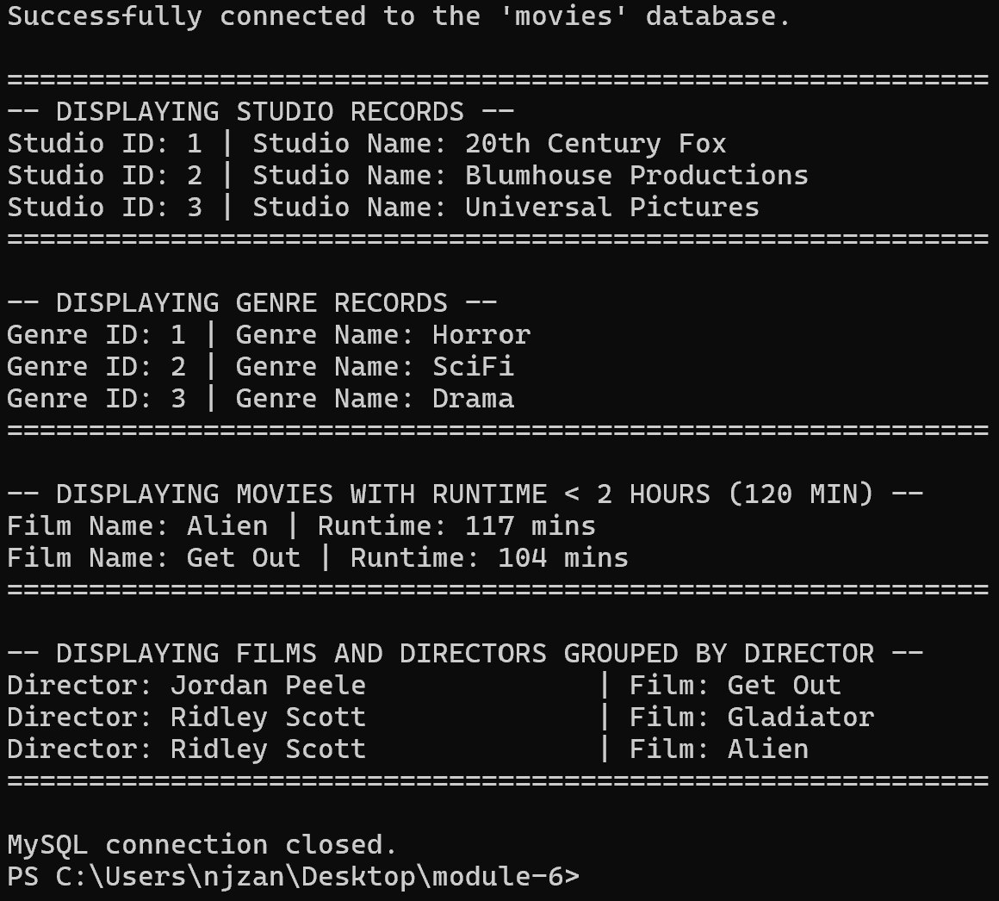 Successfully connected to the 'movies' database.
============================================================
-- DISPLAYING STUDIO RECORDS --
Studio ID: 1 | Studio Name: 20th Century Fox
Studio ID: 2 | Studio Name: Blumhouse Productions
Studio ID: 3 | Studio Name: Universal Pictures
============================================================
-- DISPLAYING GENRE RECORDS --
Genre ID: 1 | Genre Name: Horror
Genre ID: 2 | Genre Name: SciFi
Genre ID: 3 | Genre Name: Drama
============================================================
-- DISPLAYING MOVIES WITH RUNTIME < 2 HOURS (120 MIN) --
Film Name: Alien | Runtime: 117 mins
Film Name: Get Out | Runtime: 104 mins
============================================================
-- DISPLAYING FILMS AND DIRECTORS GROUPED BY DIRECTOR --
Director: Jordan Peele              | Film: Get Out
Director: Ridley Scott              | Film: Gladiator
Director: Ridley Scott              | Film: Alien
============================================================
MySQL connection closed.
PS C:\Users\njzan\Desktop\module-6>